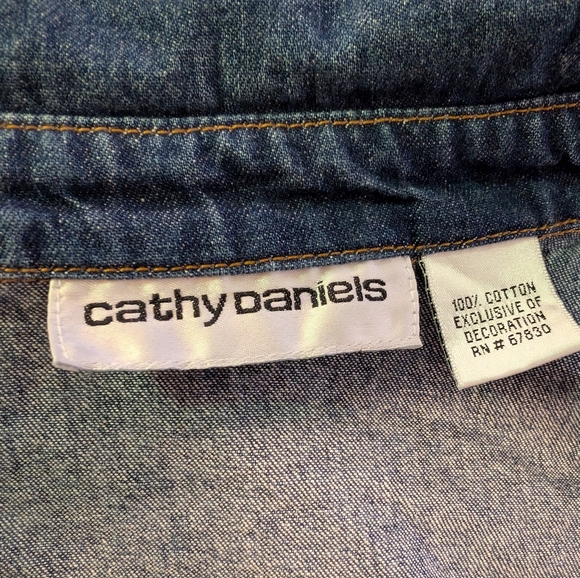 cathy Daniels
100% COTTON
EXCLUSIVE OF
DECORATION
RN # 67830